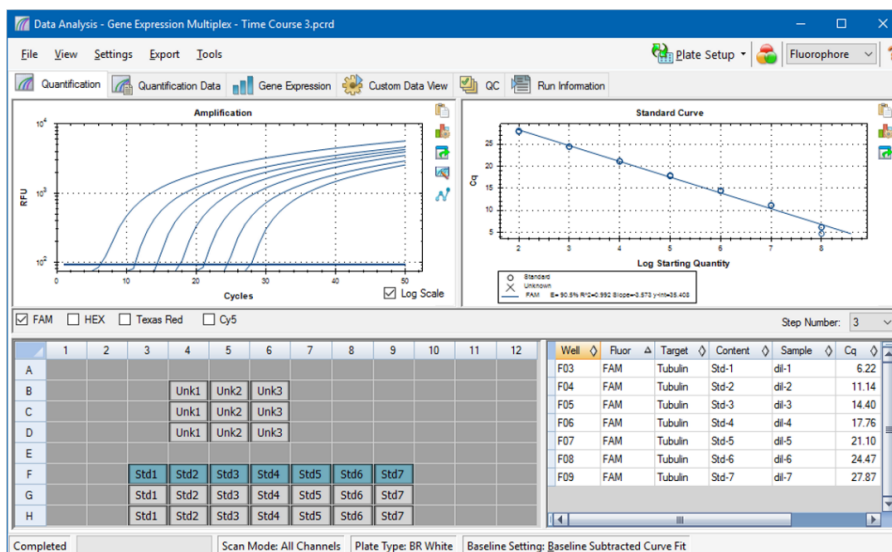 Data Analysis - Gene Expression Multiplex - Time Course 3.pcrd
File View Settings Export Tools Plate Setup Fluorophore
Quantification Quantification Data Gene Expression Custom Data View QC Run Information
Amplification
10^4
10^3
10^2
RFU
0 10 20 30 40 50
Cycles
Log Scale
Standard Curve
25
20
15
10
5
Cq
2 3 4 5 6 7 8
Log Starting Quantity
Standard
Unknown
FAM E= 90.5% R^2=0.992 Slope=-3.573 y-int=35.408
FAM HEX Texas Red Cy5 Step Number: 3
1 2 3 4 5 6 7 8 9 10 11 12
A
B Unk1 Unk2 Unk3
C Unk1 Unk2 Unk3
D Unk1 Unk2 Unk3
E
F Std1 Std2 Std3 Std4 Std5 Std6 Std7
G Std1 Std2 Std3 Std4 Std5 Std6 Std7
H Std1 Std2 Std3 Std4 Std5 Std6 Std7
Well Fluor Target Content Sample Cq
F03 FAM Tubulin Std-1 dil-1 6.22
F04 FAM Tubulin Std-2 dil-2 11.14
F05 FAM Tubulin Std-3 dil-3 14.40
F06 FAM Tubulin Std-4 dil-4 17.76
F07 FAM Tubulin Std-5 dil-5 21.10
F08 FAM Tubulin Std-6 dil-6 24.47
F09 FAM Tubulin Std-7 dil-7 27.87
Completed Scan Mode: All Channels Plate Type: BR White Baseline Setting: Baseline Subtracted Curve Fit